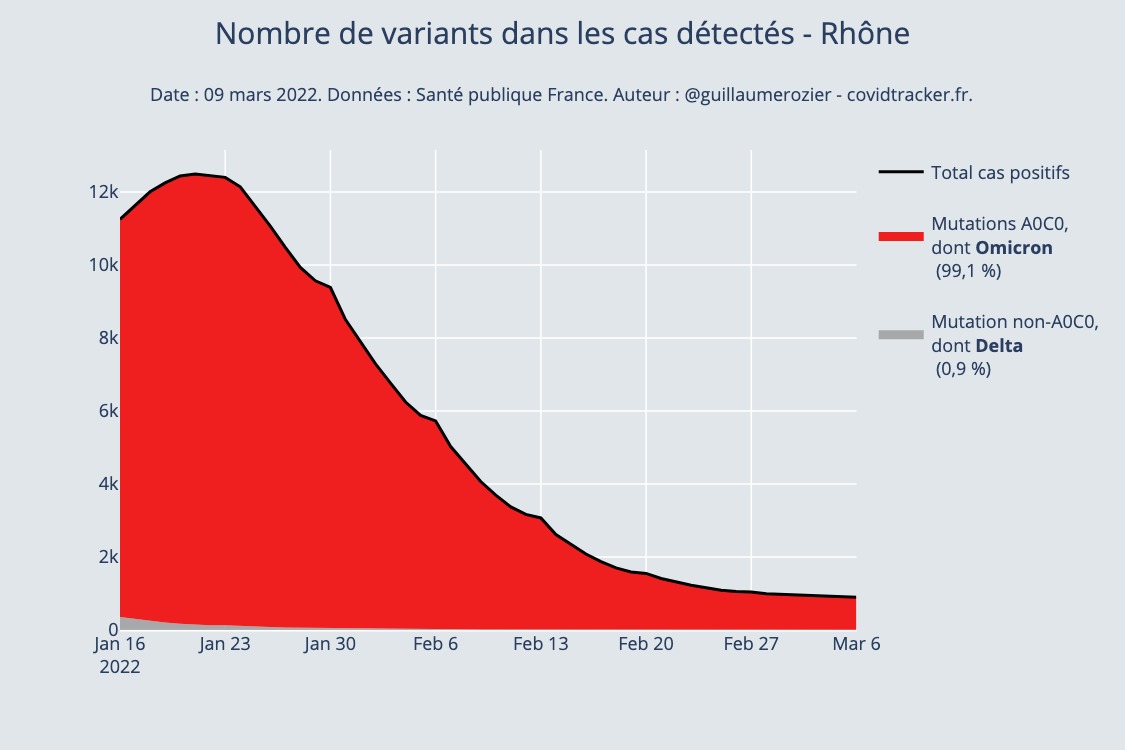 Nombre de variants dans les cas détectés - Rhône
Date : 09 mars 2022. Données : Santé publique France. Auteur : @guillaumerozier - covidtracker.fr.
12k
10k
8k
6k
4k
2k
0
Jan 16
2022
Jan 23
Jan 30
Feb 6
Feb 13
Feb 20
Feb 27
Mar 6
Total cas positifs
Mutations A0C0,
dont Omicron
(99,1 %)
Mutation non-A0C0,
dont Delta
(0,9 %)